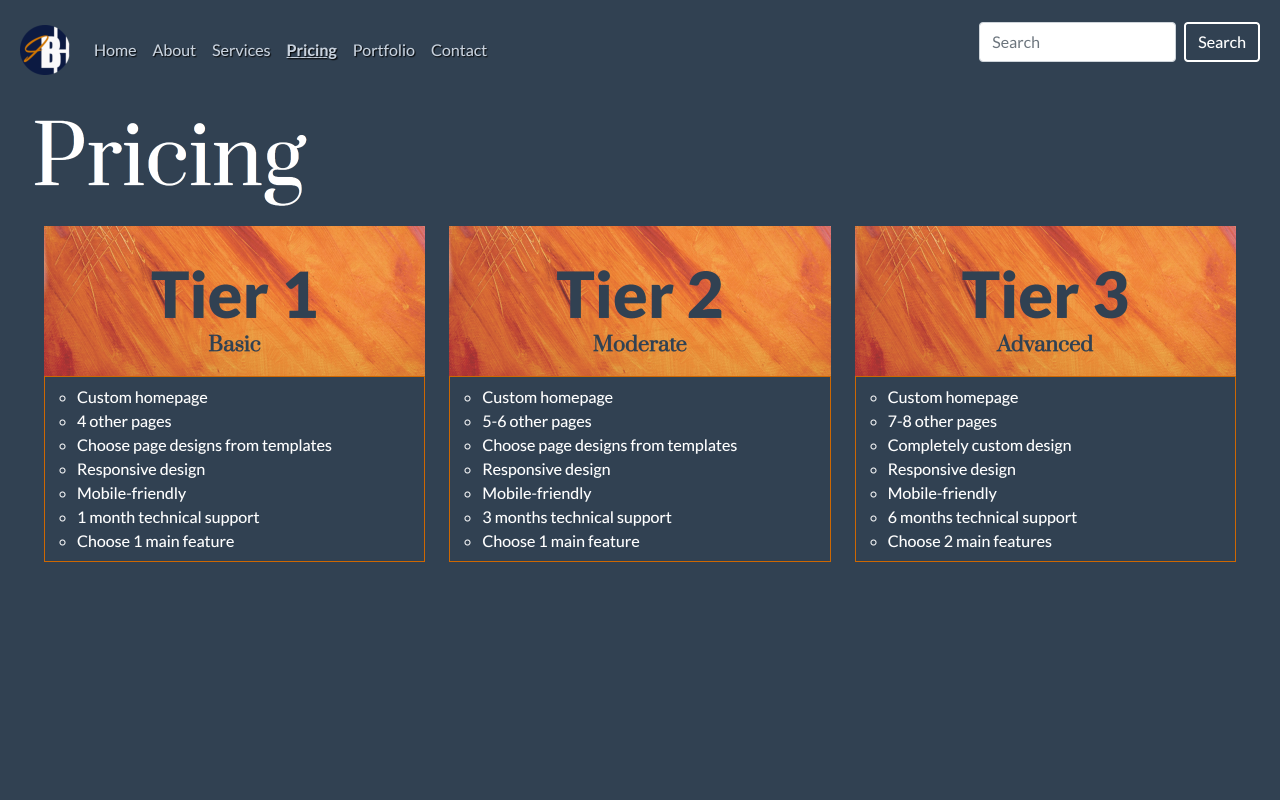 Home About Services Pricing Portfolio Contact
Search
Search
Pricing
Tier 1
Basic
Custom homepage
4 other pages
Choose page designs from templates
Responsive design
Mobile-friendly
1 month technical support
Choose 1 main feature
Tier 2
Moderate
Custom homepage
5-6 other pages
Choose page designs from templates
Responsive design
Mobile-friendly
3 months technical support
Choose 1 main feature
Tier 3
Advanced
Custom homepage
7-8 other pages
Completely custom design
Responsive design
Mobile-friendly
6 months technical support
Choose 2 main features